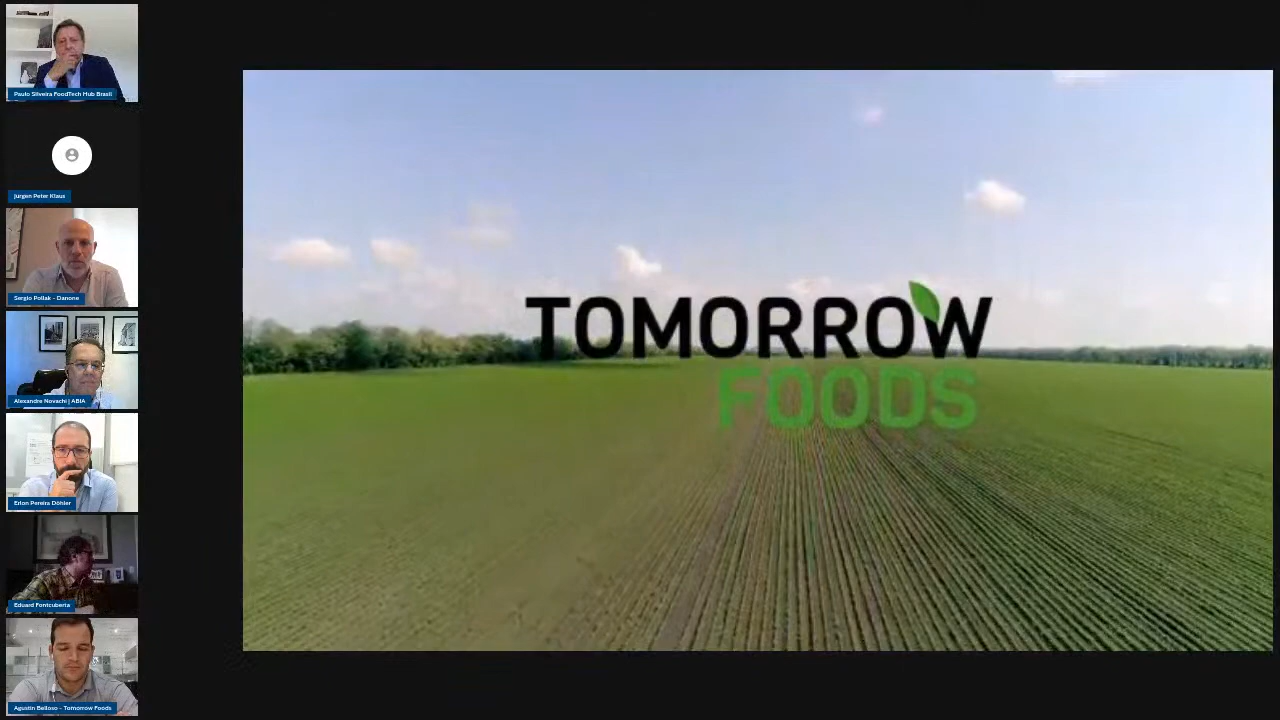 Paulo Silveira FoodTech Hub Brasil
Jurgen Peter Klaus
Sergio Pollak - Danone
Alexandre Novachi | ABIA
Erlon Pereira Döhler
Eduard Fontcuberta
Agustin Belloso - Tomorrow Foods
TOMORROW
FOODS